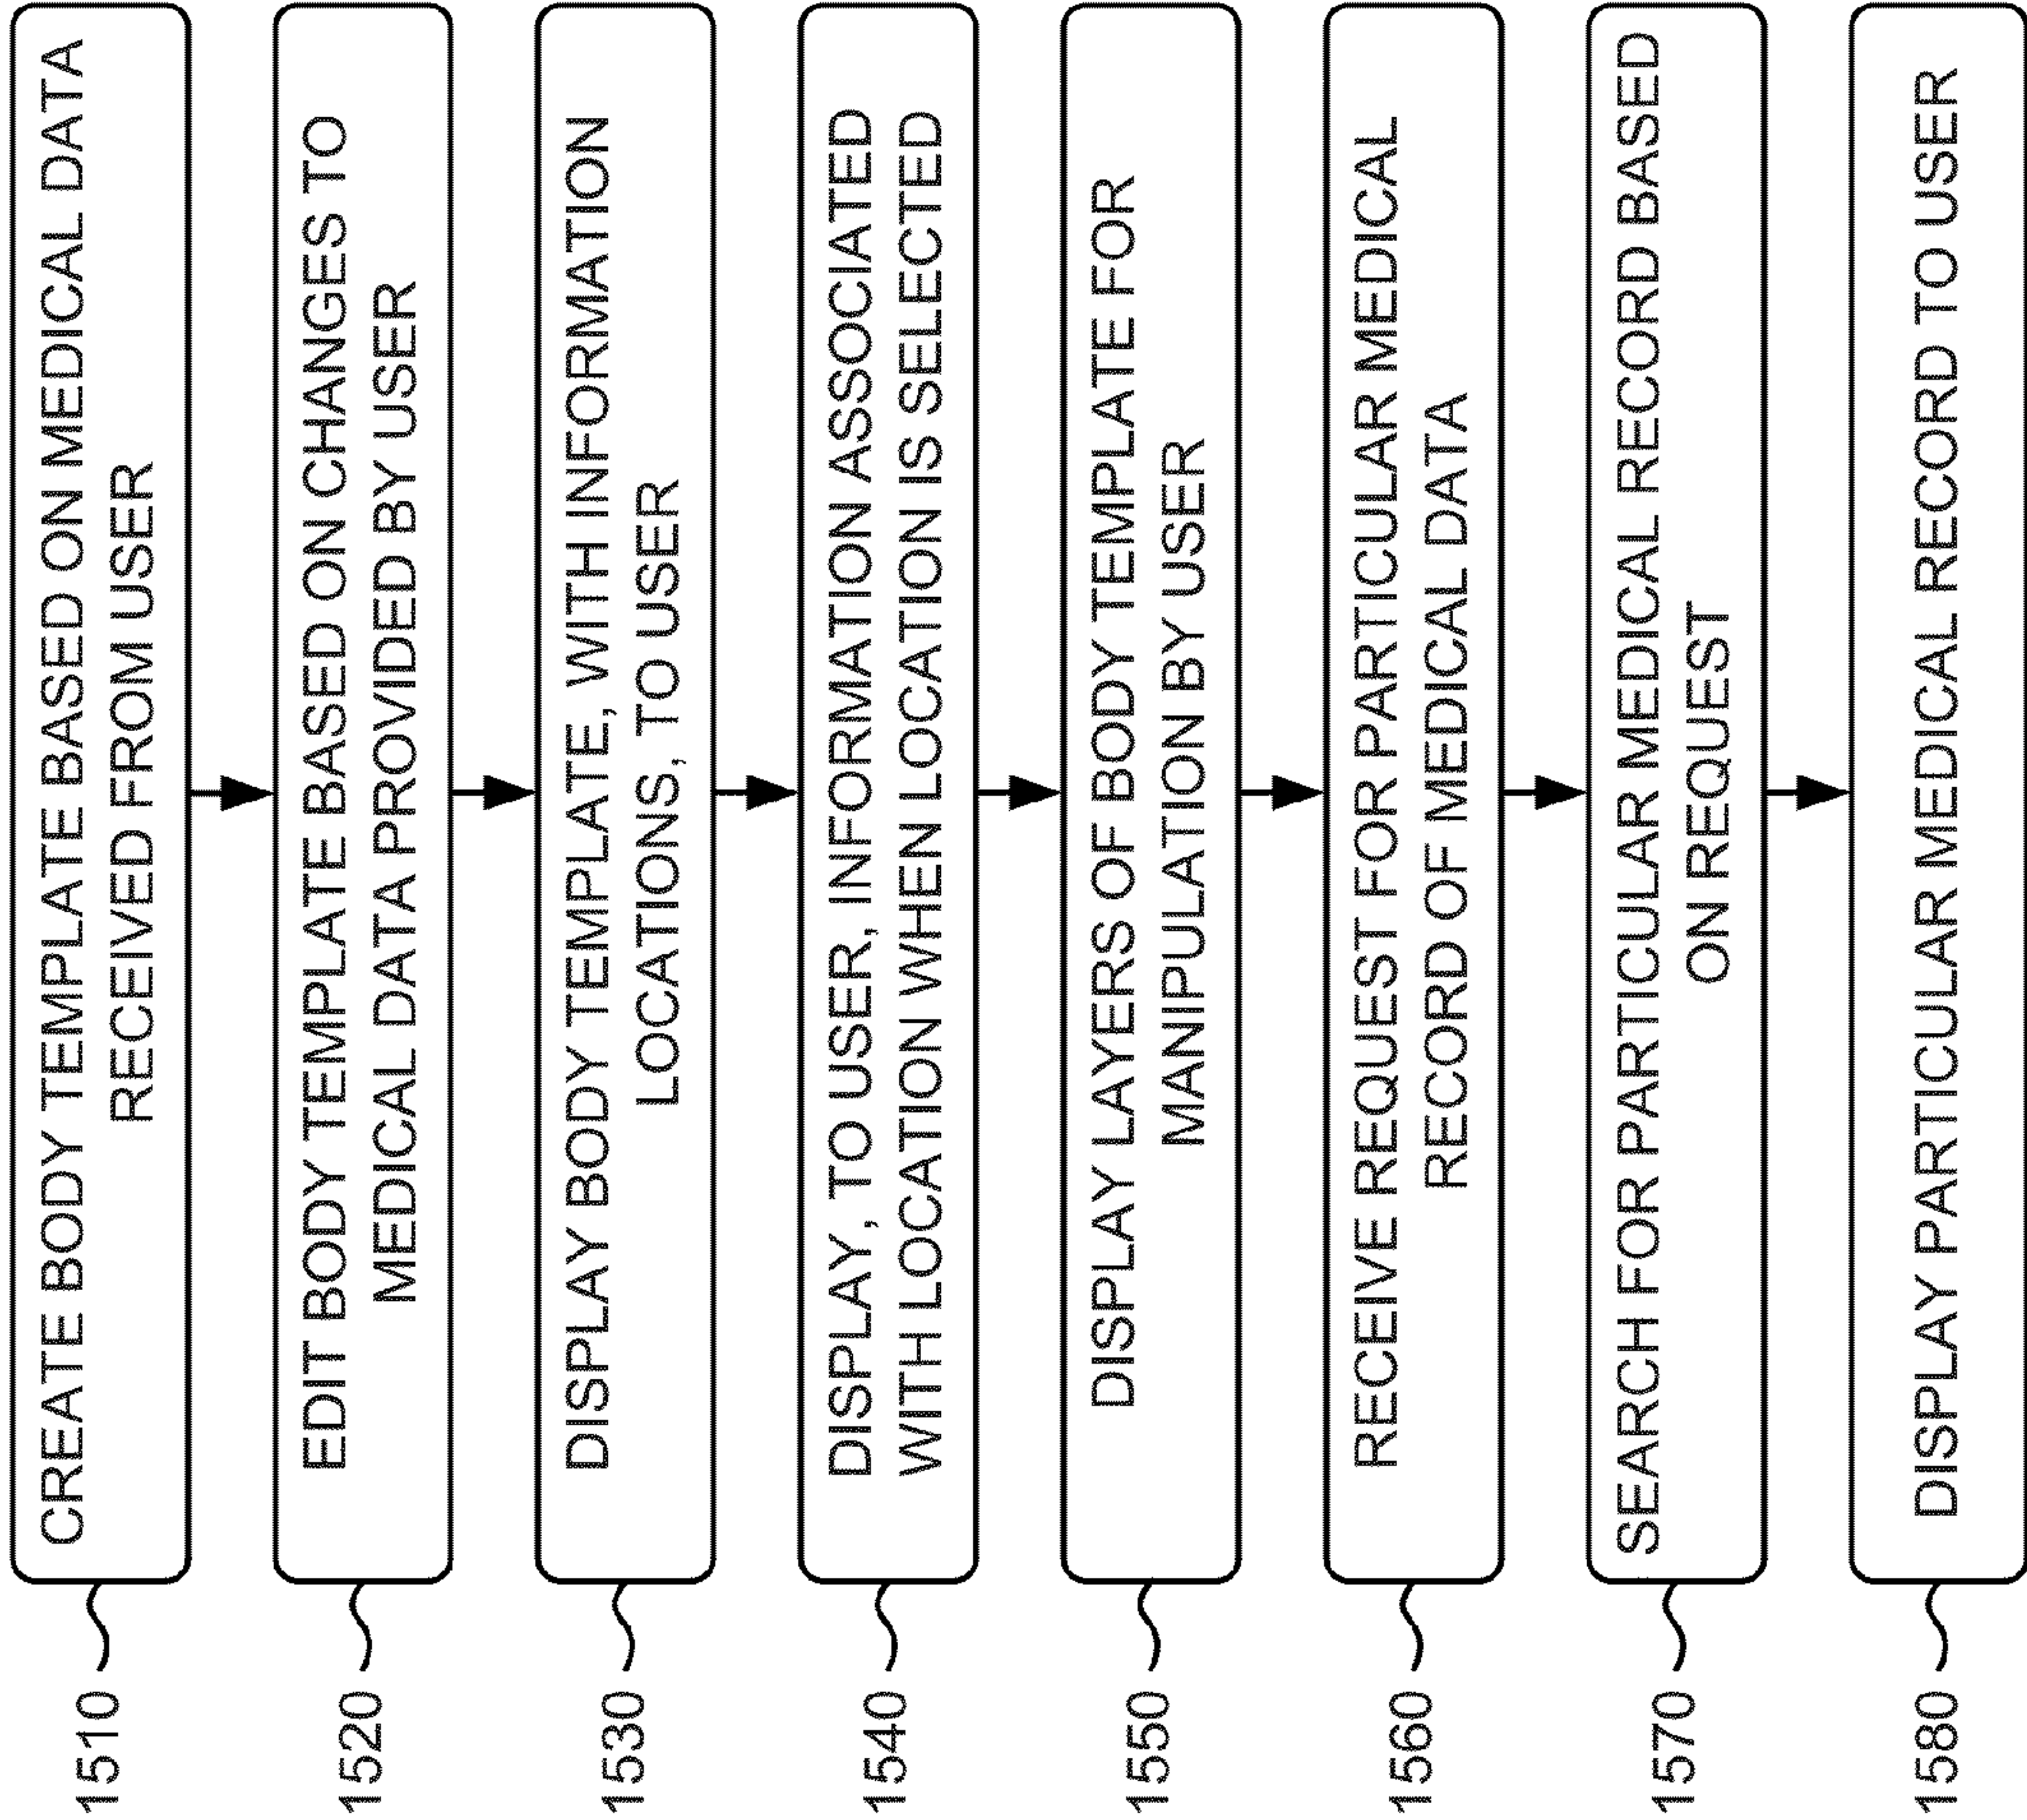 CREATE BODY TEMPLATE BASED ON MEDICAL DATA
RECEIVED FROM USER
1510
EDIT BODY TEMPLATE BASED ON CHANGES TO
MEDICAL DATA PROVIDED BY USER
1520
DISPLAY BODY TEMPLATE, WITH INFORMATION
LOCATIONS, TO USER
1530
DISPLAY, TO USER, INFORMATION ASSOCIATED
WITH LOCATION WHEN LOCATION IS SELECTED
1540
DISPLAY LAYERS OF BODY TEMPLATE FOR
MANIPULATION BY USER
1550
RECEIVE REQUEST FOR PARTICULAR MEDICAL
RECORD OF MEDICAL DATA
1560
SEARCH FOR PARTICULAR MEDICAL RECORD BASED
ON REQUEST
1570
DISPLAY PARTICULAR MEDICAL RECORD TO USER
1580